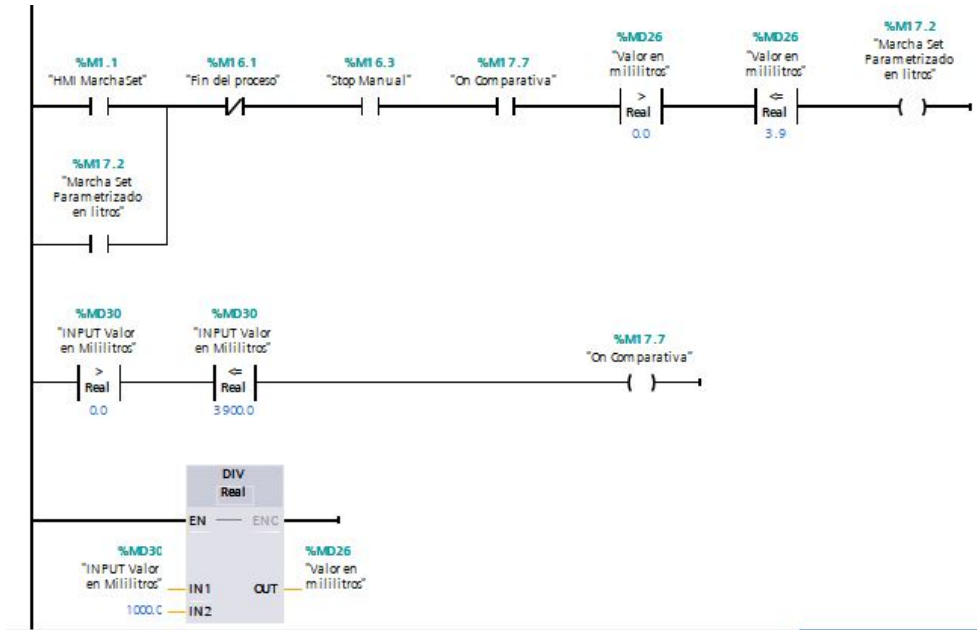 %M1.1
"HMI MarchaSet"
%M16.1
"Fin del proceso"
%M16.3
"Stop Manual"
%M17.7
"On Comparativa"
%MD26
"Valor en
mililitros"
>
Real
0.0
%MD26
"Valor en
mililitros"
<=
Real
3.9
%M17.2
"Marcha Set
Parametrizado
en litros"
%M17.2
"Marcha Set
Parametrizado
en litros"
%MD30
"INPUT Valor
en Mililitros"
>
Real
0.0
%MD30
"INPUT Valor
en Mililitros"
<=
Real
3900.0
%M17.7
"On Comparativa"
DIV
Real
EN
ENO
%MD30
"INPUT Valor
en Mililitros"
IN1
1000.0
IN2
%MD26
"Valor en
mililitros"
OUT